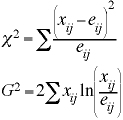 χ² = ∑ (x_ij − e_ij)² / e_ij
G² = 2∑ x_ij ln(x_ij / e_ij)